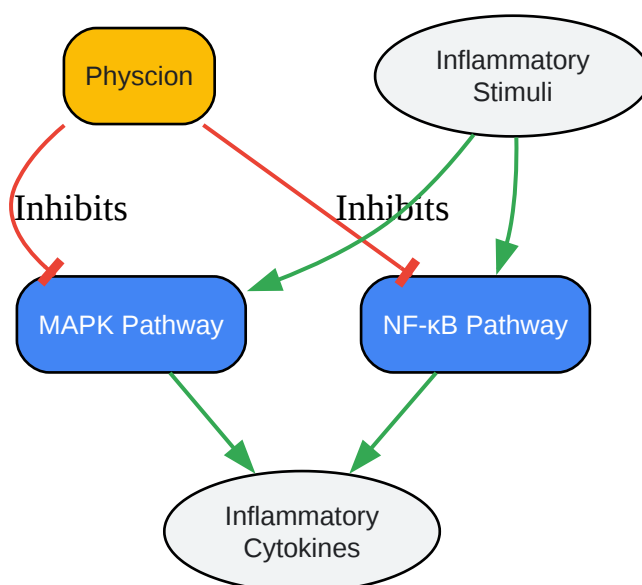 Physcion
Inflammatory
Stimuli
Inhibits
Inhibits
MAPK Pathway
NF-κB Pathway
Inflammatory
Cytokines